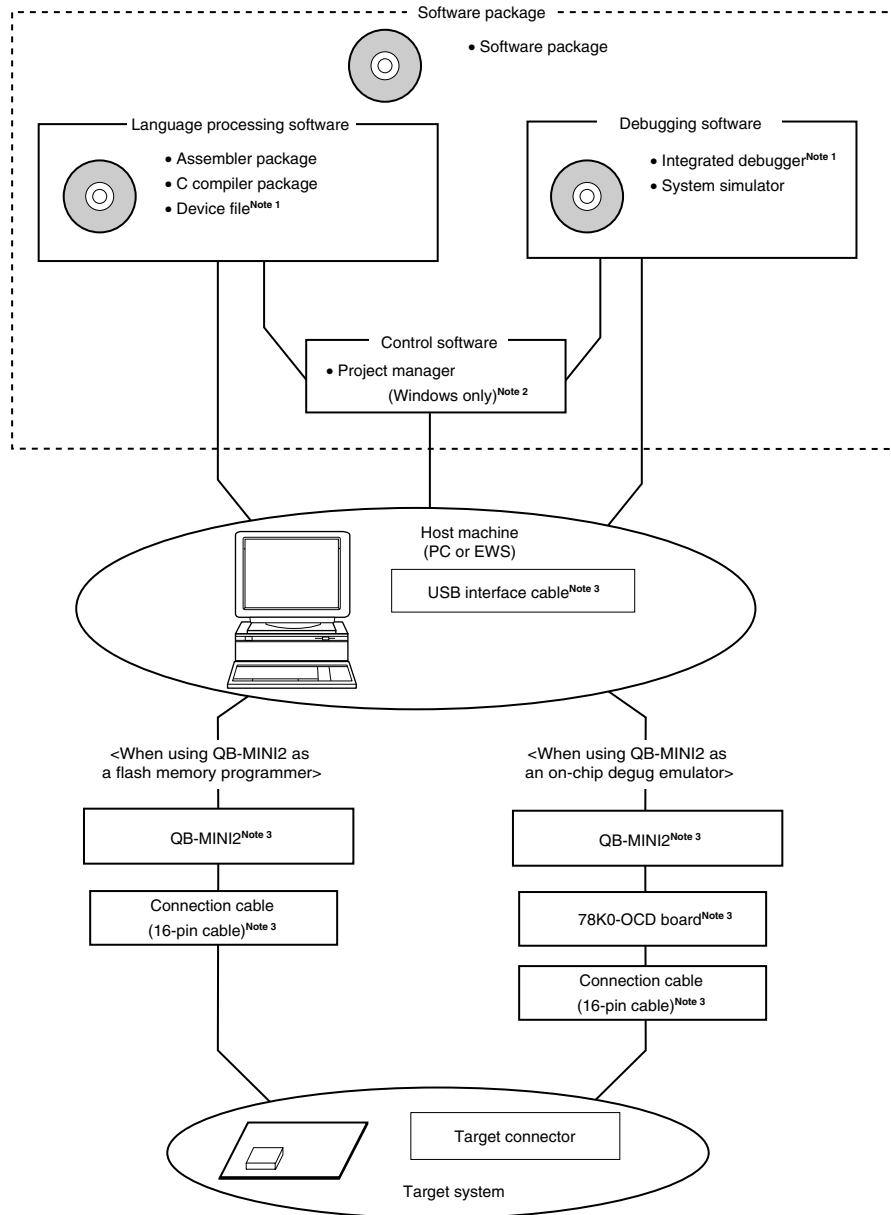 Software package
• Software package
Language processing software
• Assembler package
• C compiler package
• Device fileNote 1
Debugging software
• Integrated debuggerNote 1
• System simulator
Control software
• Project manager
(Windows only)Note 2
Host machine
(PC or EWS)
USB interface cableNote 3
<When using QB-MINI2 as
a flash memory programmer>
<When using QB-MINI2 as
an on-chip degug emulator>
QB-MINI2Note 3
Connection cable
(16-pin cable)Note 3
QB-MINI2Note 3
78K0-OCD boardNote 3
Connection cable
(16-pin cable)Note 3
Target connector
Target system